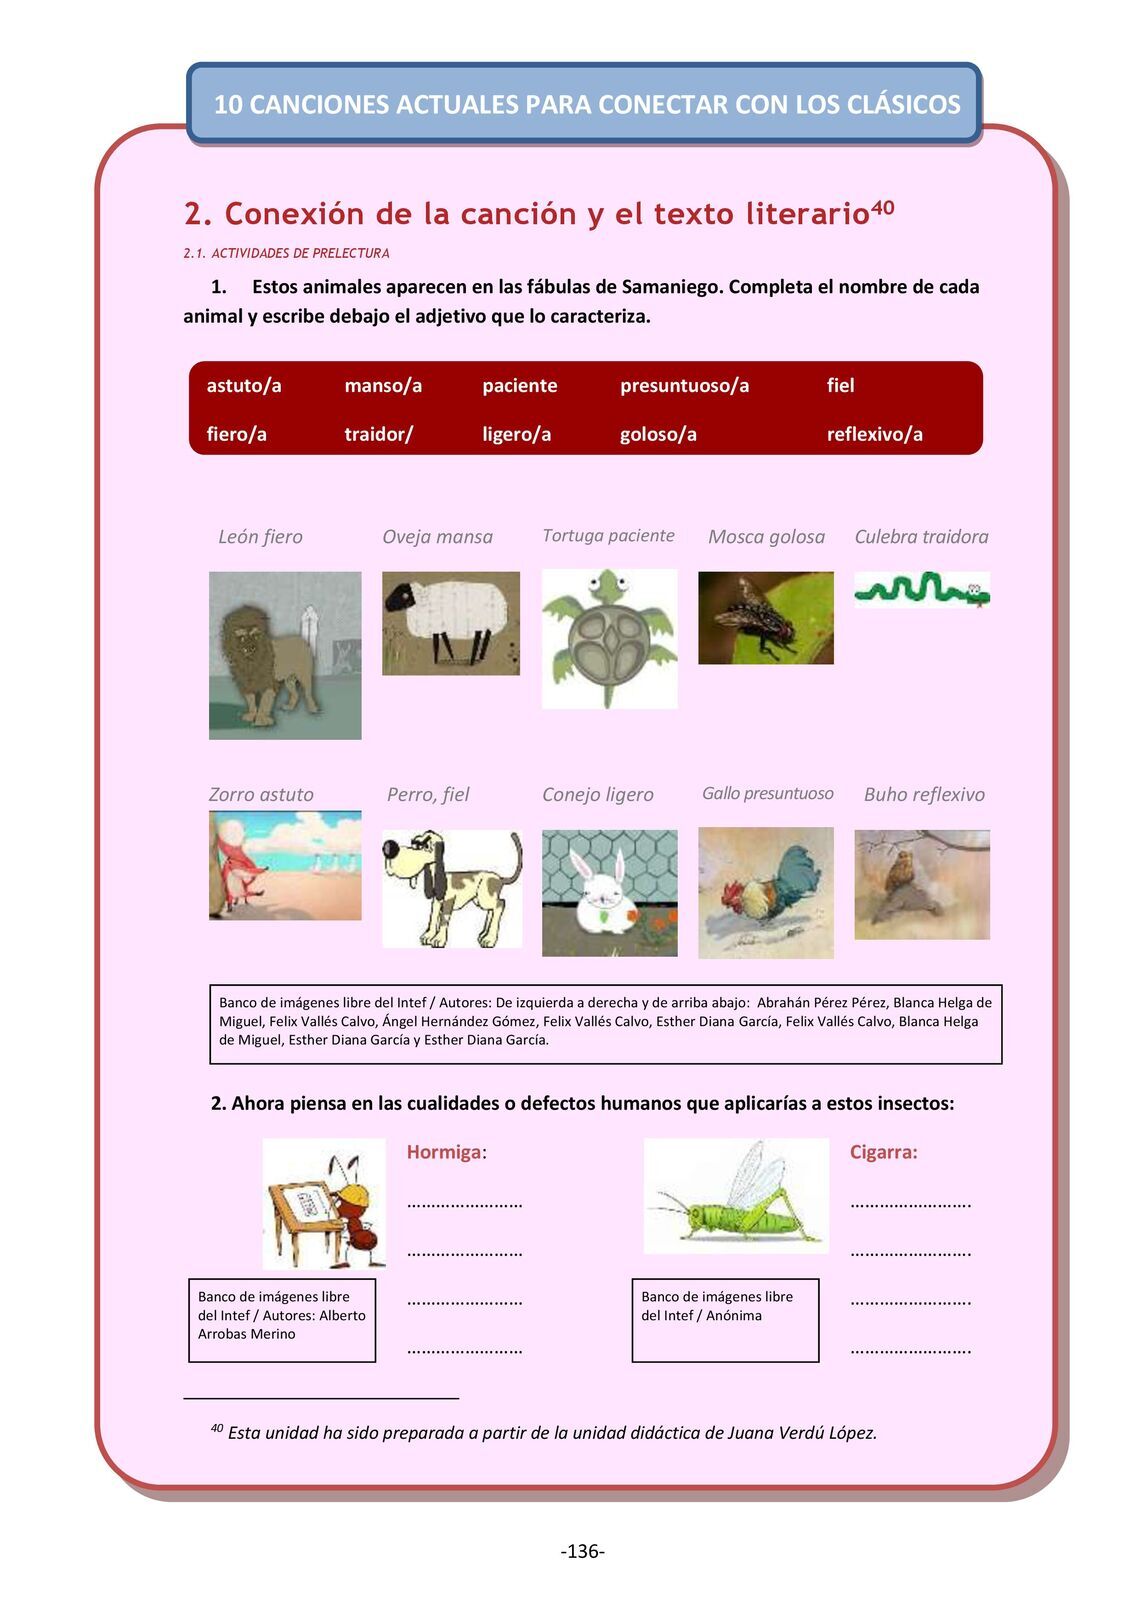 10 CANCIONES ACTUALES PARA CONECTAR CON LOS CLÁSICOS
2. Conexión de la canción y el texto literario40
2.1. ACTIVIDADES DE PRELECTURA
1. Estos animales aparecen en las fábulas de Samaniego. Completa el nombre de cada
animal y escribe debajo el adjetivo que lo caracteriza.
astuto/a manso/a paciente presuntuoso/a fiel
fiero/a traidor/ ligero/a goloso/a reflexivo/a
León fiero Oveja mansa Tortuga paciente Mosca golosa Culebra traidora
Zorro astuto Perro, fiel Conejo ligero Gallo presuntuoso Buho reflexivo
Banco de imágenes libre del Intef / Autores: De izquierda a derecha y de arriba abajo: Abrahán Pérez Pérez, Blanca Helga de
Miguel, Felix Vallés Calvo, Ángel Hernández Gómez, Felix Vallés Calvo, Esther Diana García, Felix Vallés Calvo, Blanca Helga
de Miguel, Esther Diana García y Esther Diana García.
2. Ahora piensa en las cualidades o defectos humanos que aplicarías a estos insectos:
Hormiga:
……………………
……………………
……………………
……………………
Banco de imágenes libre
del Intef / Autores: Alberto
Arrobas Merino
Cigarra:
…………………….
…………………….
…………………….
…………………….
Banco de imágenes libre
del Intef / Anónima
40 Esta unidad ha sido preparada a partir de la unidad didáctica de Juana Verdú López.
-136-